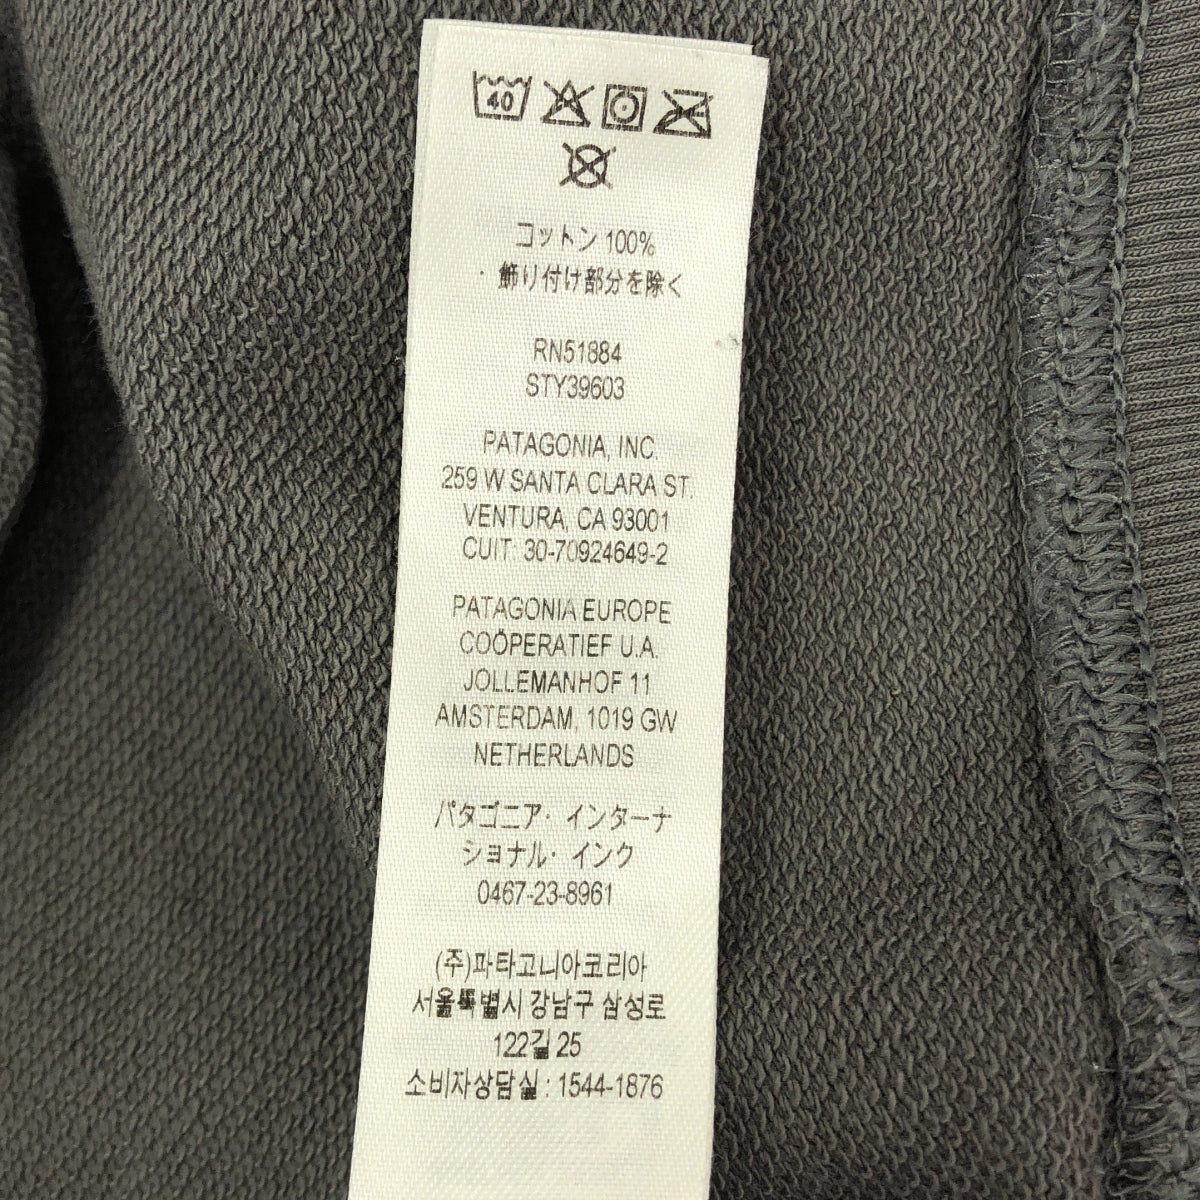 40
コットン 100%
・飾り付け部分を除く
RN51884
STY39603
PATAGONIA, INC
259 W SANTA CLARA ST.
VENTURA, CA 93001
CUIT: 30-70924649-2
PATAGONIA EUROPE
COÖPERATIEF U.A.
JOLLEMANHOF 11
AMSTERDAM, 1019 GW
NETHERLANDS
パタゴニア・インターナ
ショナル・インク
0467-23-8961
(주)파타고니아코리아
서울특별시 강남구 삼성로
122길 25
소비자상담실 : 1544-1876